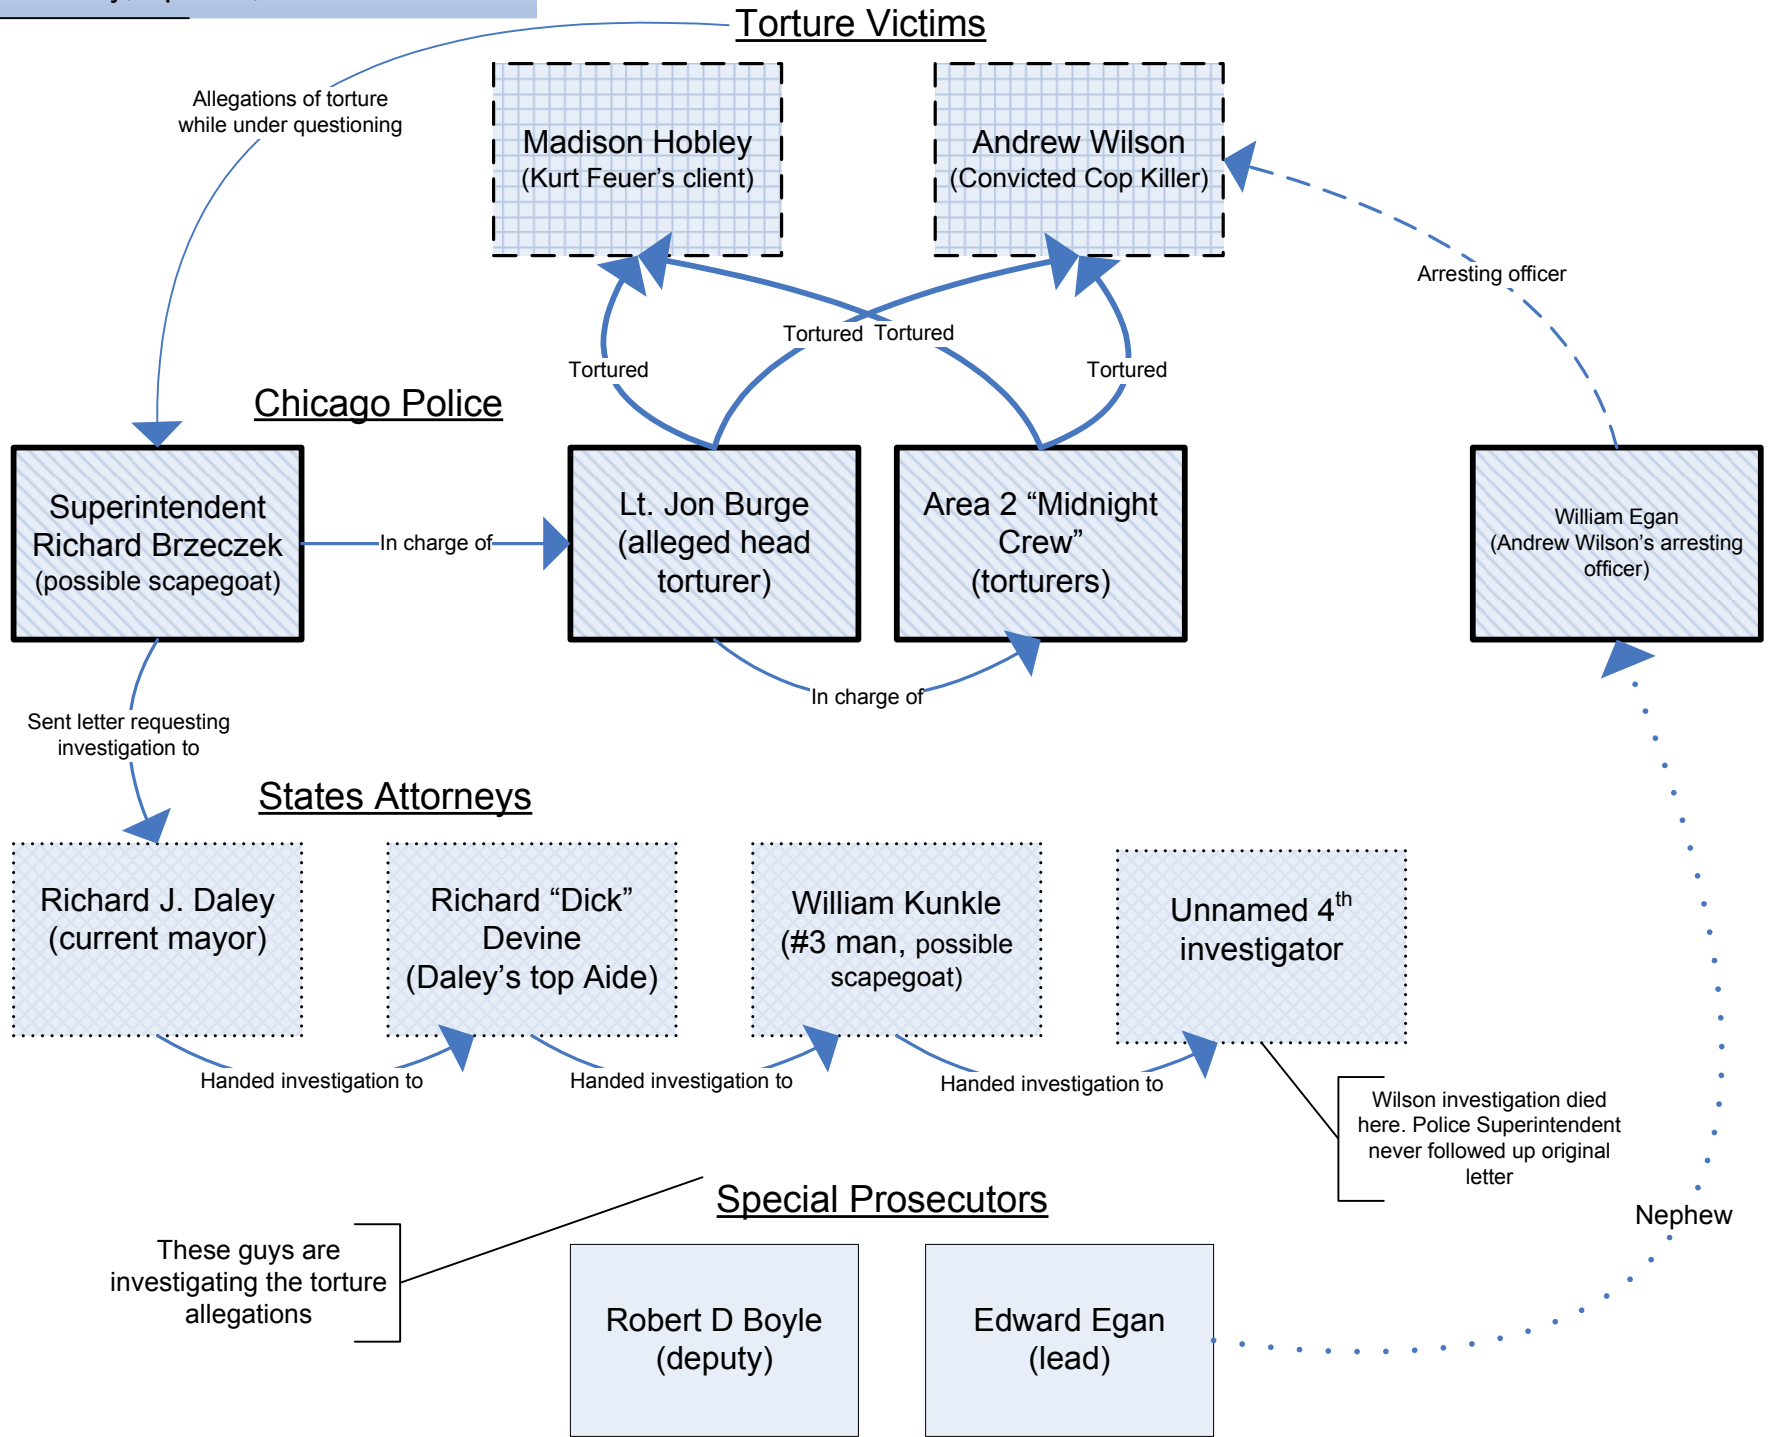 Torture Victims
Allegations of torture
while under questioning
Madison Hobley
(Kurt Feuer's client)
Andrew Wilson
(Convicted Cop Killer)
Arresting officer
Tortured
Tortured
Tortured
Tortured
Chicago Police
Superintendent
Richard Brzeczek
(possible scapegoat)
In charge of
Lt. Jon Burge
(alleged head
torturer)
Area 2 “Midnight
Crew”
(torturers)
William Egan
(Andrew Wilson's arresting
officer)
In charge of
Sent letter requesting
investigation to
States Attorneys
Richard J. Daley
(current mayor)
Richard “Dick”
Devine
(Daley's top Aide)
William Kunkle
(#3 man, possible
scapegoat)
Unnamed 4th
investigator
Handed investigation to
Handed investigation to
Handed investigation to
Wilson investigation died
here. Police Superintendent
never followed up original
letter
Special Prosecutors
Nephew
These guys are
investigating the torture
allegations
Robert D Boyle
(deputy)
Edward Egan
(lead)